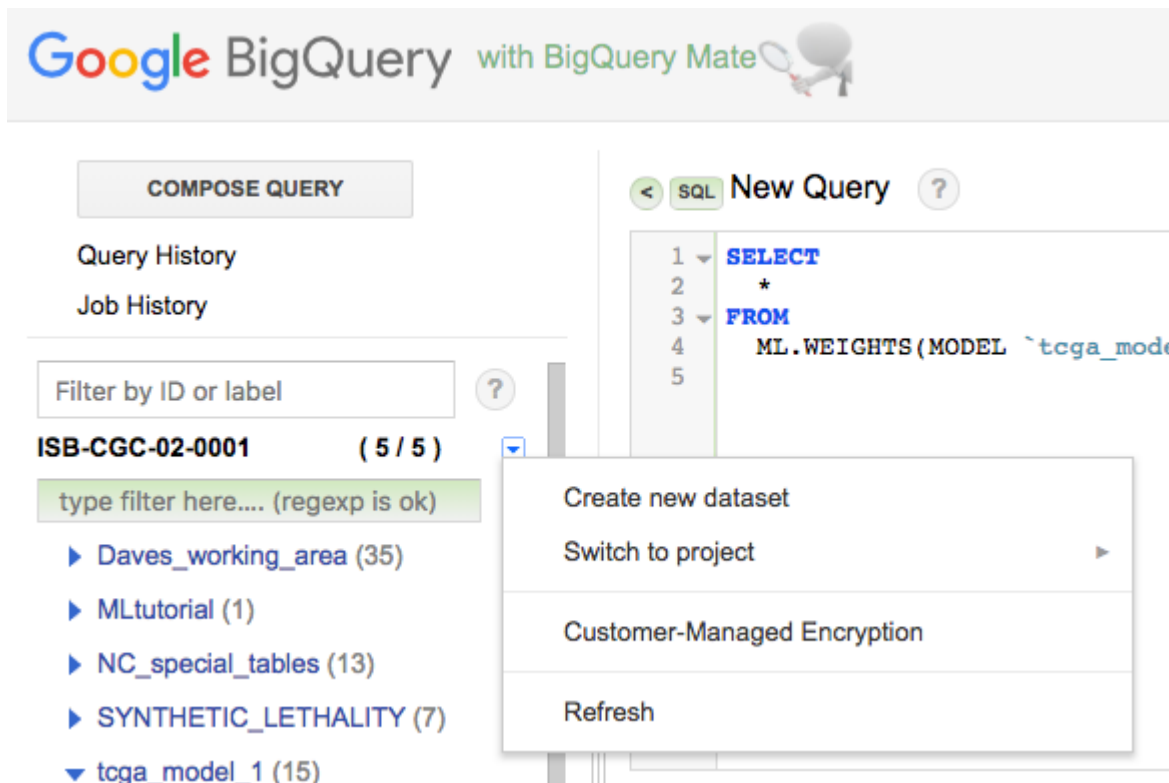 Google BigQuery with BigQuery Mate
COMPOSE QUERY
Query History
Job History
Filter by ID or label ?
ISB-CGC-02-0001 ( 5 / 5 )
type filter here.... (regexp is ok)
Daves_working_area (35)
MLtutorial (1)
NC_special_tables (13)
SYNTHETIC_LETHALITY (7)
tcga_model_1 (15)
< SQL New Query ?
1 SELECT
2 *
3 FROM
4 ML.WEIGHTS(MODEL `tcga_mode
5
Create new dataset
Switch to project
Customer-Managed Encryption
Refresh